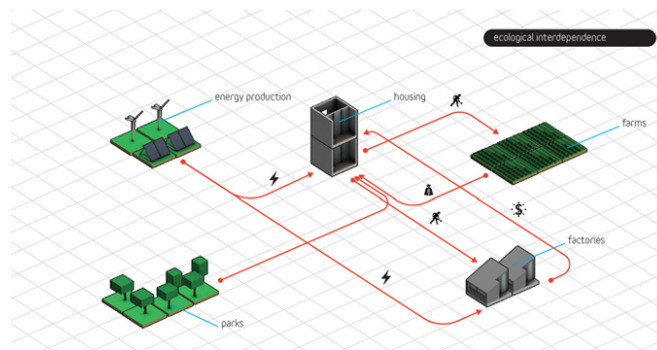 ecological interdependence
energy production
housing
farms
factories
parks